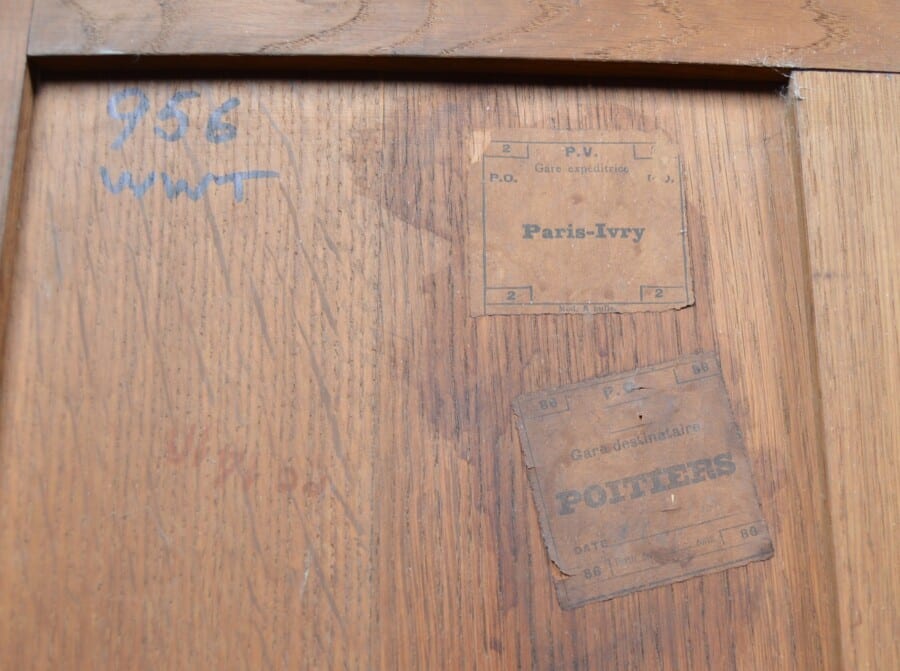 956
WWT
2
P.V.
Gare expéditrice
P.O.
Paris-Ivry
2
2
86
P.O.
86
Gare destinataire
POITIERS
DATE
86
86